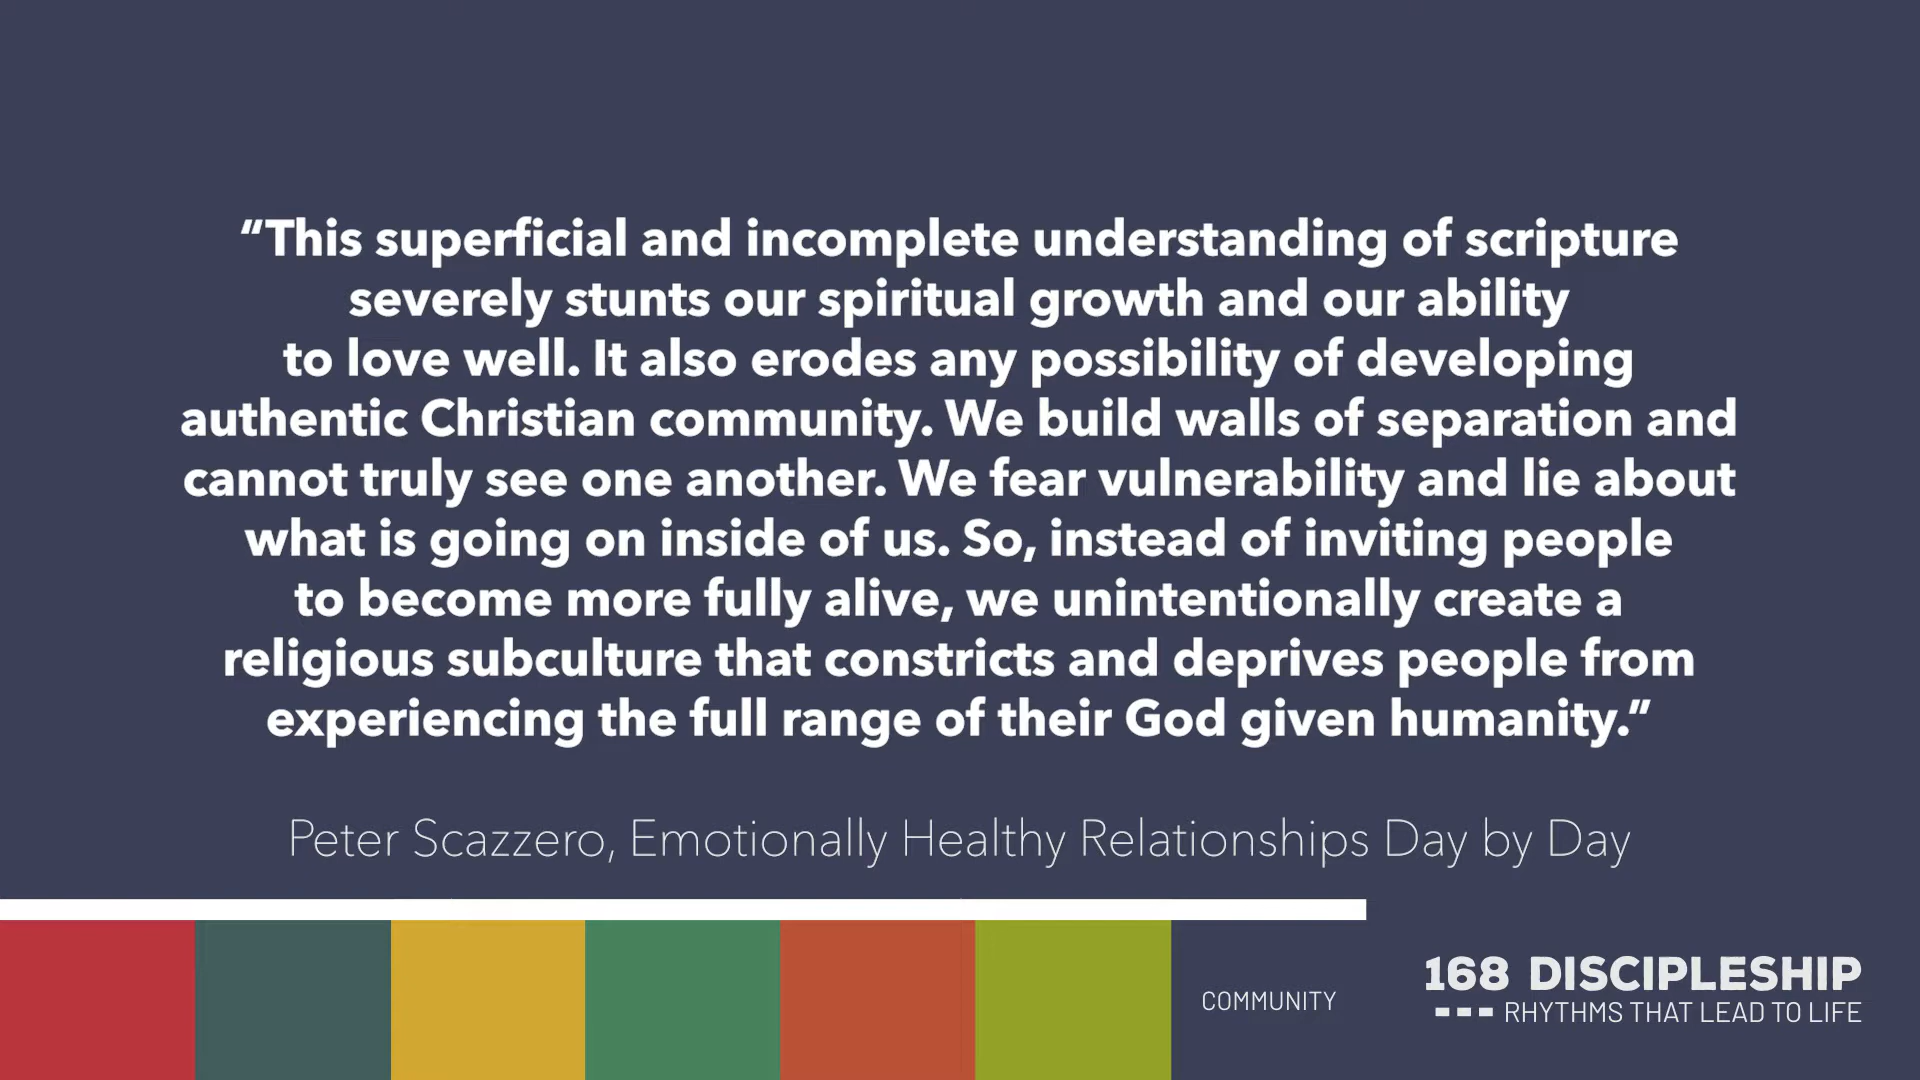 “This superficial and incomplete understanding of scripture
severely stunts our spiritual growth and our ability
to love well. It also erodes any possibility of developing
authentic Christian community. We build walls of separation and
cannot truly see one another. We fear vulnerability and lie about
what is going on inside of us. So, instead of inviting people
to become more fully alive, we unintentionally create a
religious subculture that constricts and deprives people from
experiencing the full range of their God given humanity.”
Peter Scazzero, Emotionally Healthy Relationships Day by Day
COMMUNITY
168 DISCIPLESHIP
RHYTHMS THAT LEAD TO LIFE